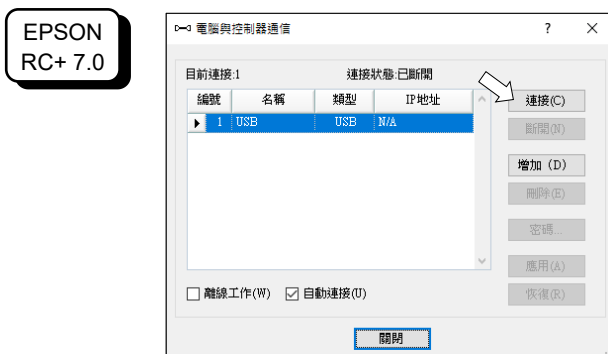 EPSON
RC+ 7.0
電腦與控制器通信 ? ×
目前連接:1 連接狀態:已斷開
編號 名稱 類型 IP地址
1 USB USB N/A
連接(C)
斷開(N)
增加 (D)
刪除(E)
密碼...
應用(A)
恢復(R)
離線工作(W) 自動連接(U)
關閉